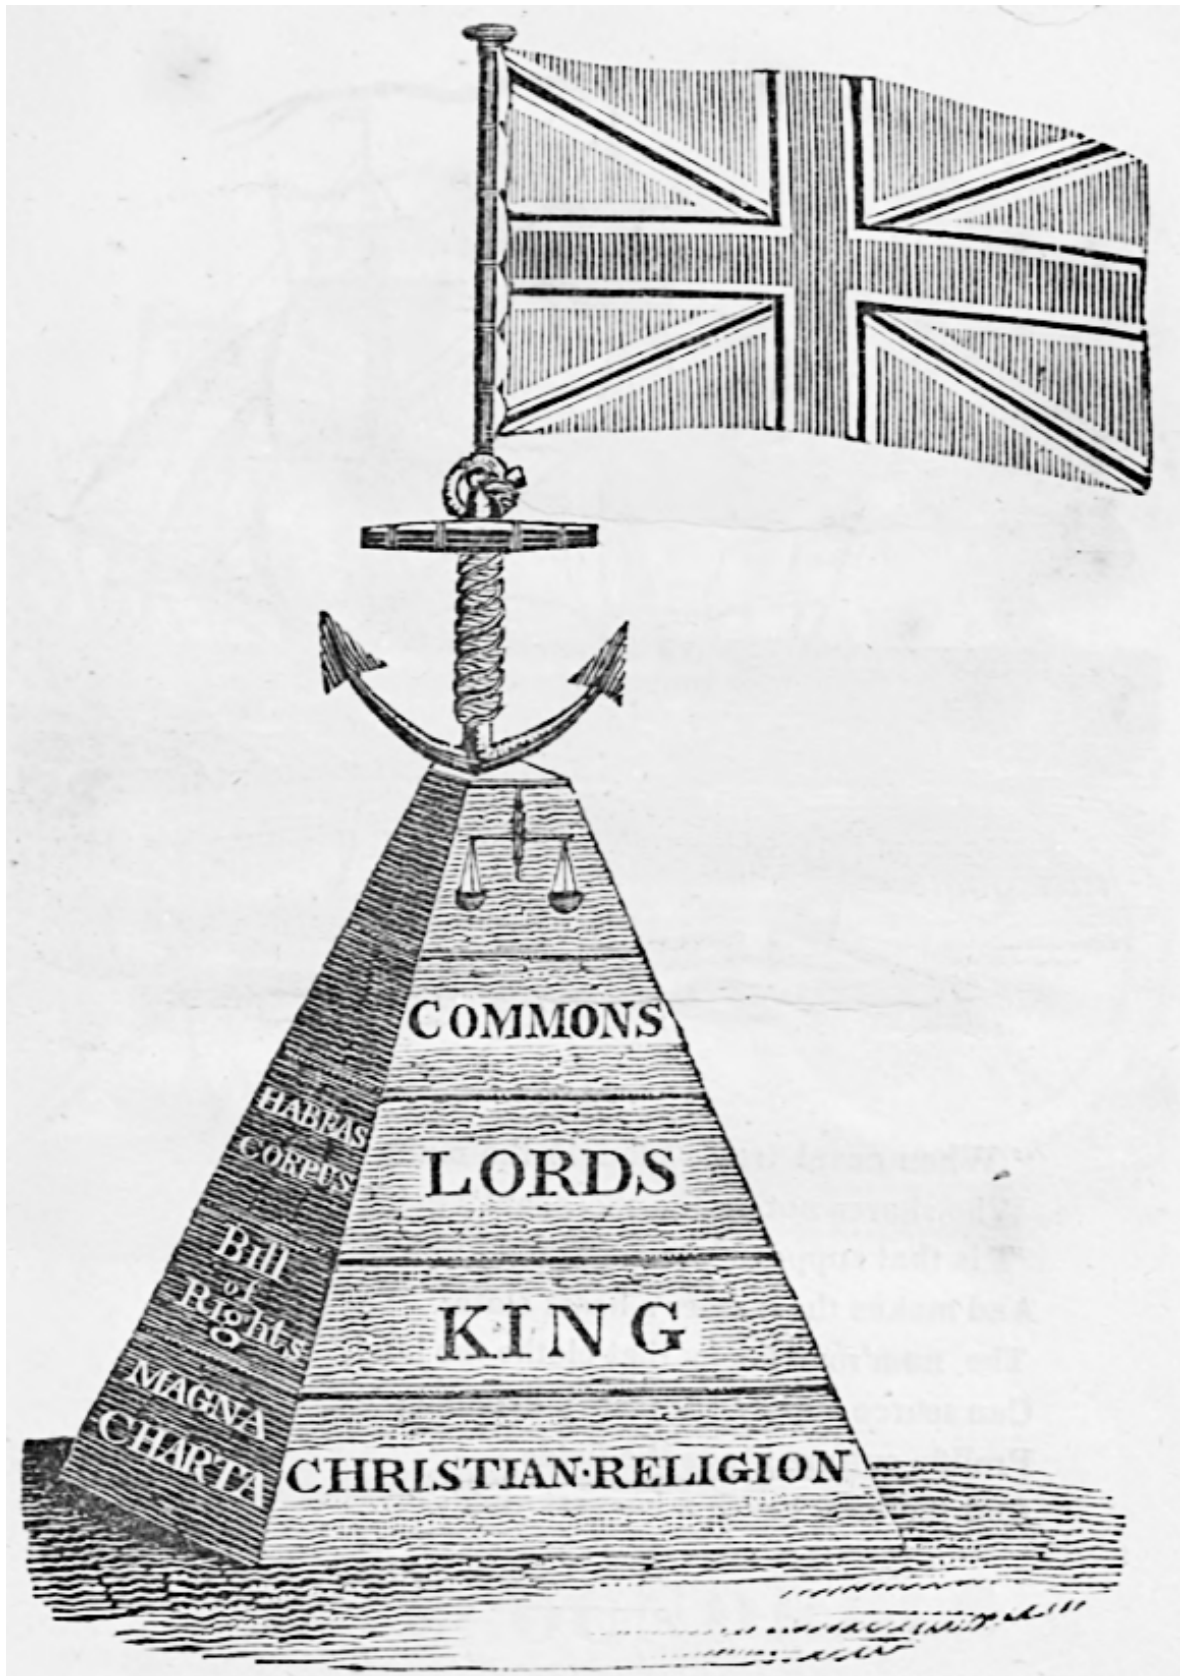 COMMONS
LORDS
KING
CHRISTIAN·RELIGION
HABEAS
CORPUS
Bill
of
Rights
MAGNA
CHARTA